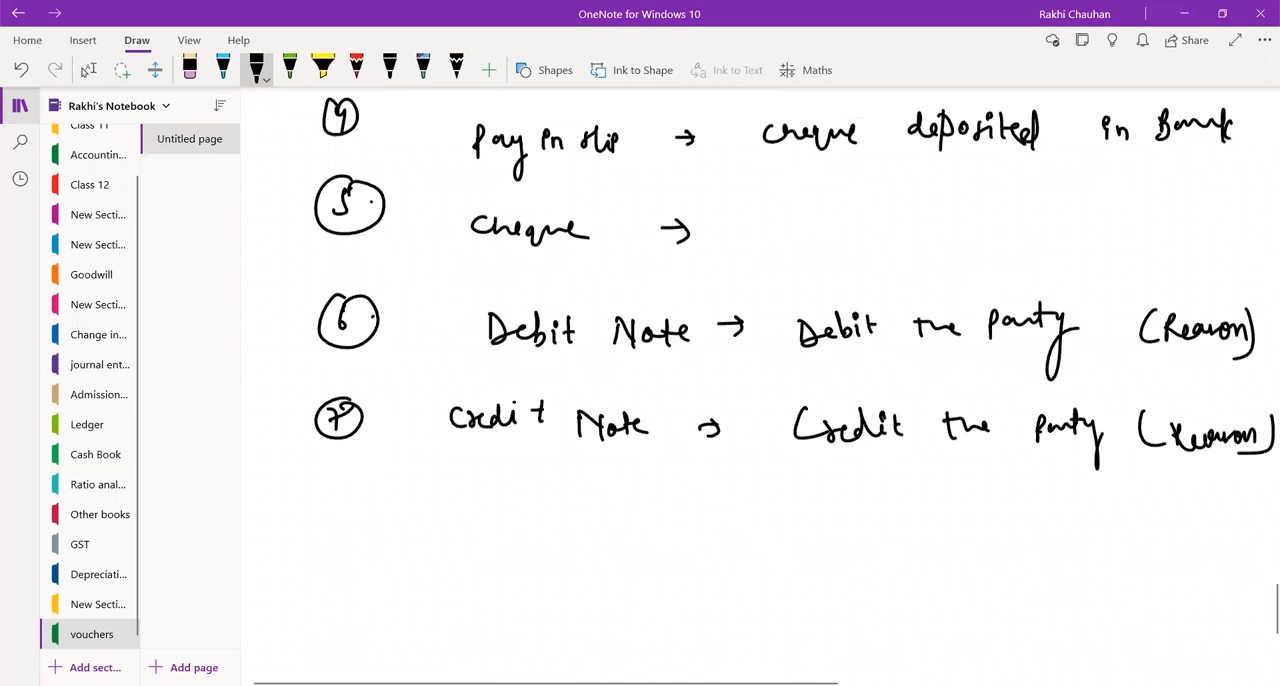 OneNote for Windows 10
Rakhi Chauhan
Home Insert Draw View Help
Share
Shapes Ink to Shape Ink to Text Maths
Rakhi's Notebook
Class 11
Accountin...
Class 12
New Secti...
New Secti...
Goodwill
New Secti...
Change in...
journal ent...
Admission...
Ledger
Cash Book
Ratio anal...
Other books
GST
Depreciati...
New Secti...
vouchers
Add sect...
Untitled page
Add page
4 Pay in slip → Cheque deposited in Bank
5 Cheque →
6 Debit Note → Debit the party (Reason)
7 Credit Note → Credit the party (Reason)